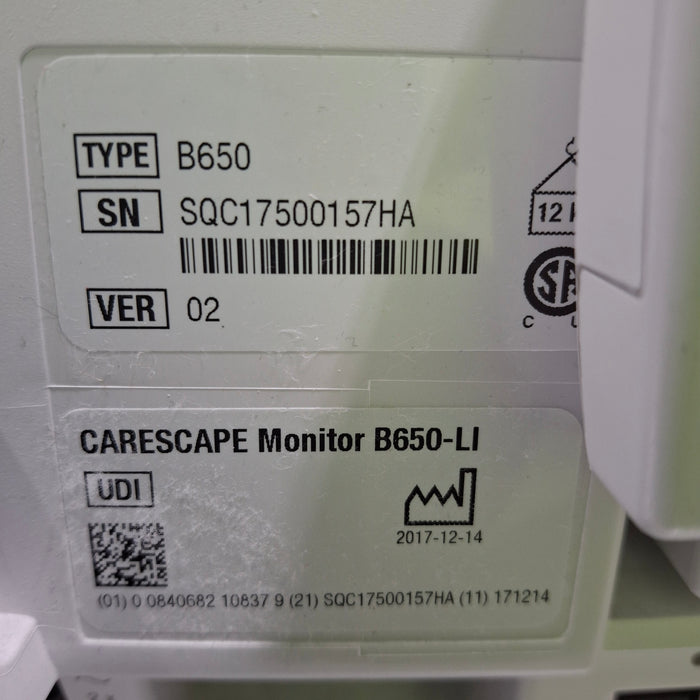 TYPE B650
SN SQC17500157HA
12
VER 02
C
CARESCAPE Monitor B650-LI
UDI
2017-12-14
(01) 0 0840682 10837 9 (21) SQC17500157HA (11) 171214